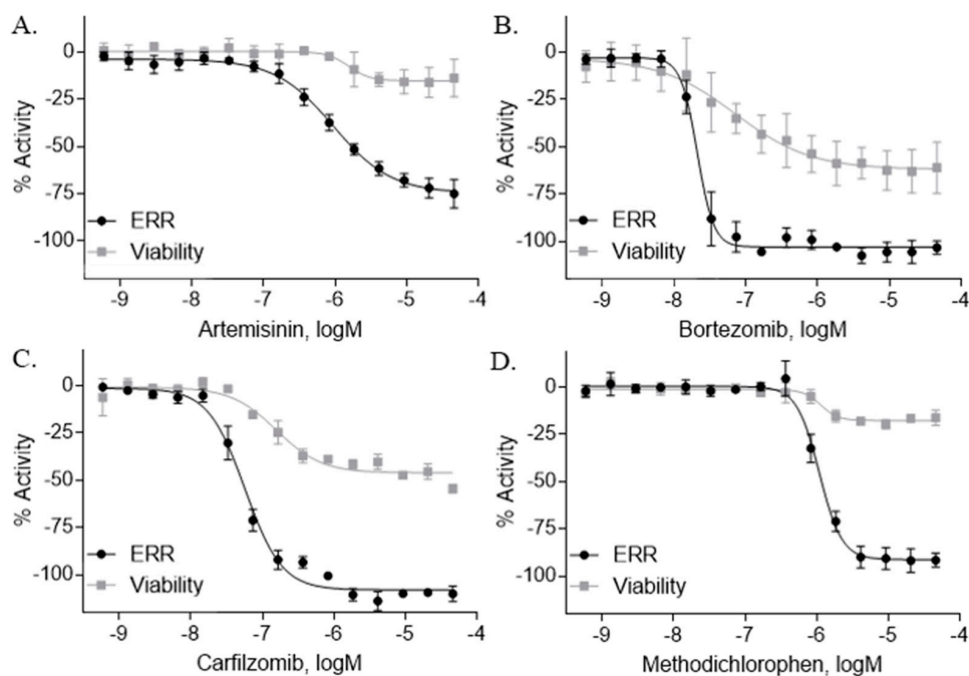 A.
0
-25
-50
-75
-100
% Activity
ERR
Viability
-9 -8 -7 -6 -5 -4
Artemisinin, logM
B.
0
-25
-50
-75
-100
% Activity
ERR
Viability
-9 -8 -7 -6 -5 -4
Bortezomib, logM
C.
0
-25
-50
-75
-100
% Activity
ERR
Viability
-9 -8 -7 -6 -5 -4
Carfilzomib, logM
D.
0
-25
-50
-75
-100
% Activity
ERR
Viability
-9 -8 -7 -6 -5 -4
Methodichlorophen, logM